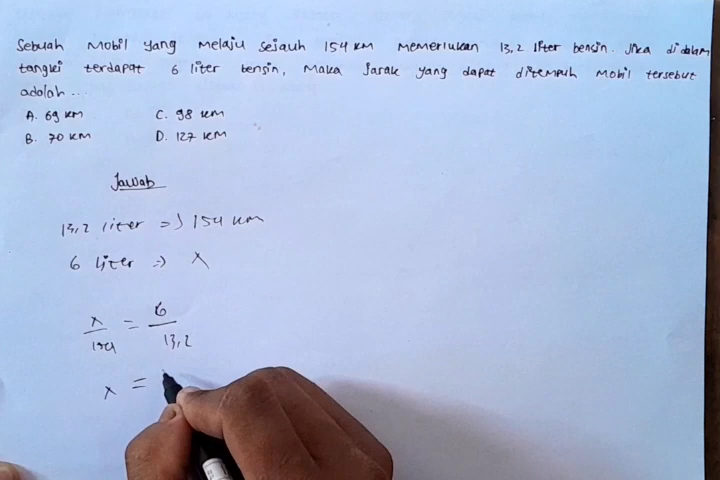 Sebuah Mobil yang melaju sejauh 154 KM memerlukan 13,2 liter bensin. Jika di dalam
tangki terdapat 6 liter bensin, maka Jarak yang dapat ditempuh mobil tersebut
adalah ...
A. 69 KM C. 98 KM
B. 70 KM D. 127 KM
Jawab
13,2 liter => 154 KM
6 liter => x
x/154 = 6/13,2
x =